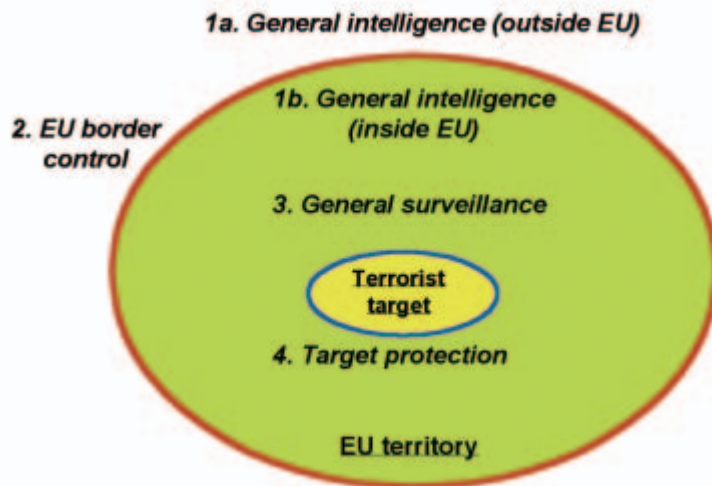 1a. General intelligence (outside EU)
1b. General intelligence
(inside EU)
2. EU border
control
3. General surveillance
Terrorist
target
4. Target protection
EU territory